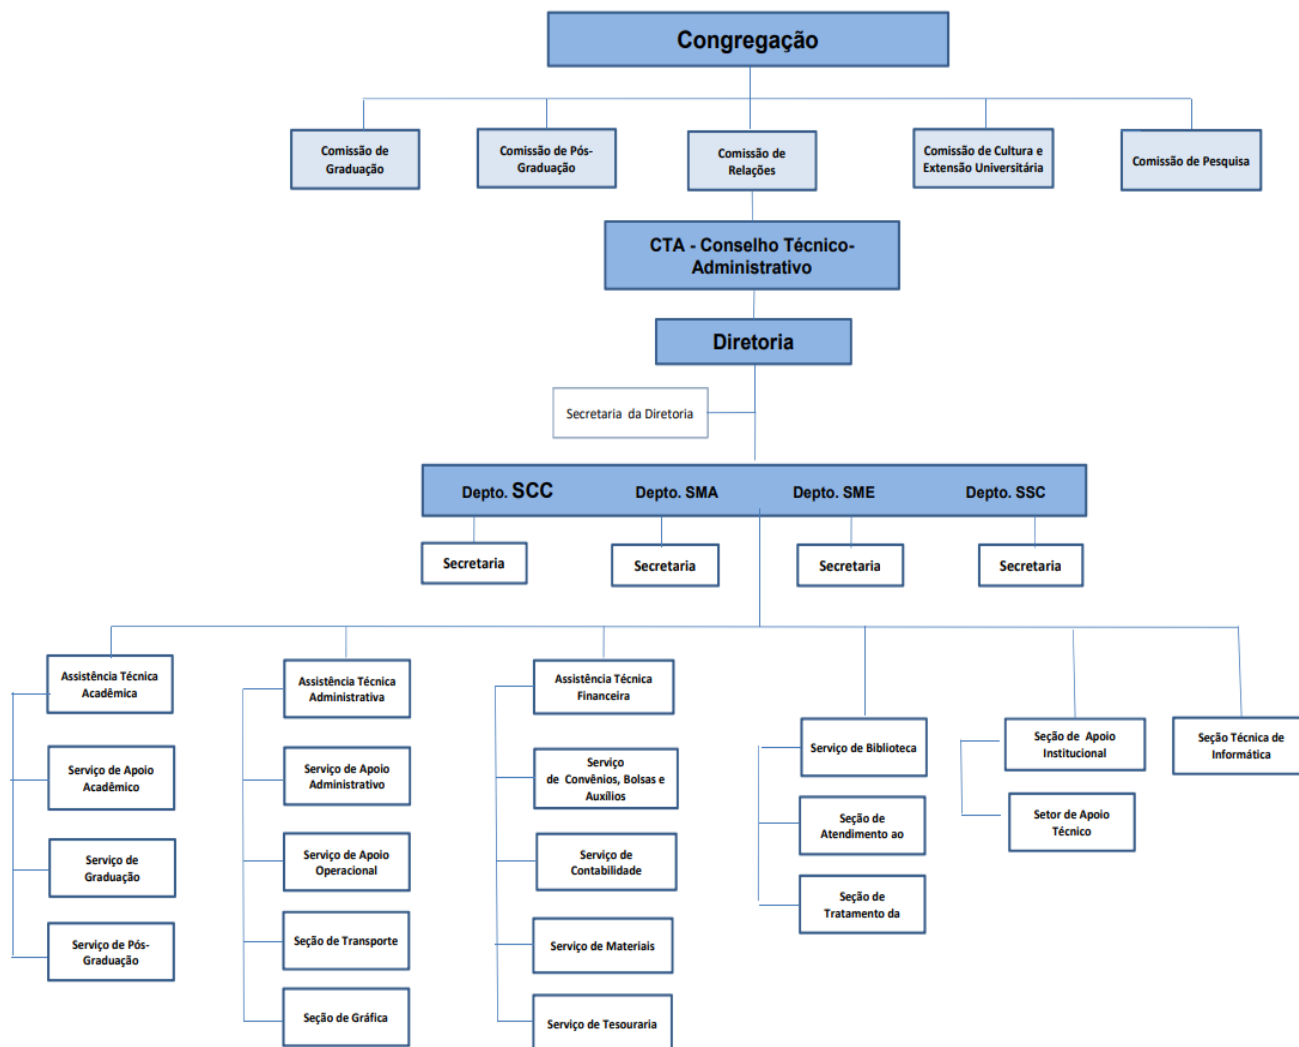 Congregação
Comissão de
Graduação
Comissão de Pós-
Graduação
Comissão de
Relações
Comissão de Cultura e
Extensão Universitária
Comissão de Pesquisa
CTA - Conselho Técnico-
Administrativo
Diretoria
Secretaria da Diretoria
Depto. SCC
Depto. SMA
Depto. SME
Depto. SSC
Secretaria
Secretaria
Secretaria
Secretaria
Assistência Técnica
Acadêmica
Serviço de Apoio
Acadêmico
Serviço de
Graduação
Serviço de Pós-
Graduação
Assistência Técnica
Administrativa
Serviço de Apoio
Administrativo
Serviço de Apoio
Operacional
Seção de Transporte
Seção de Gráfica
Assistência Técnica
Financeira
Serviço
de Convênios, Bolsas e
Auxílios
Serviço de
Contabilidade
Serviço de Materiais
Serviço de Tesouraria
Serviço de Biblioteca
Seção de
Atendimento ao
Seção de
Tratamento da
Seção de Apoio
Institucional
Setor de Apoio
Técnico
Seção Técnica de
Informática